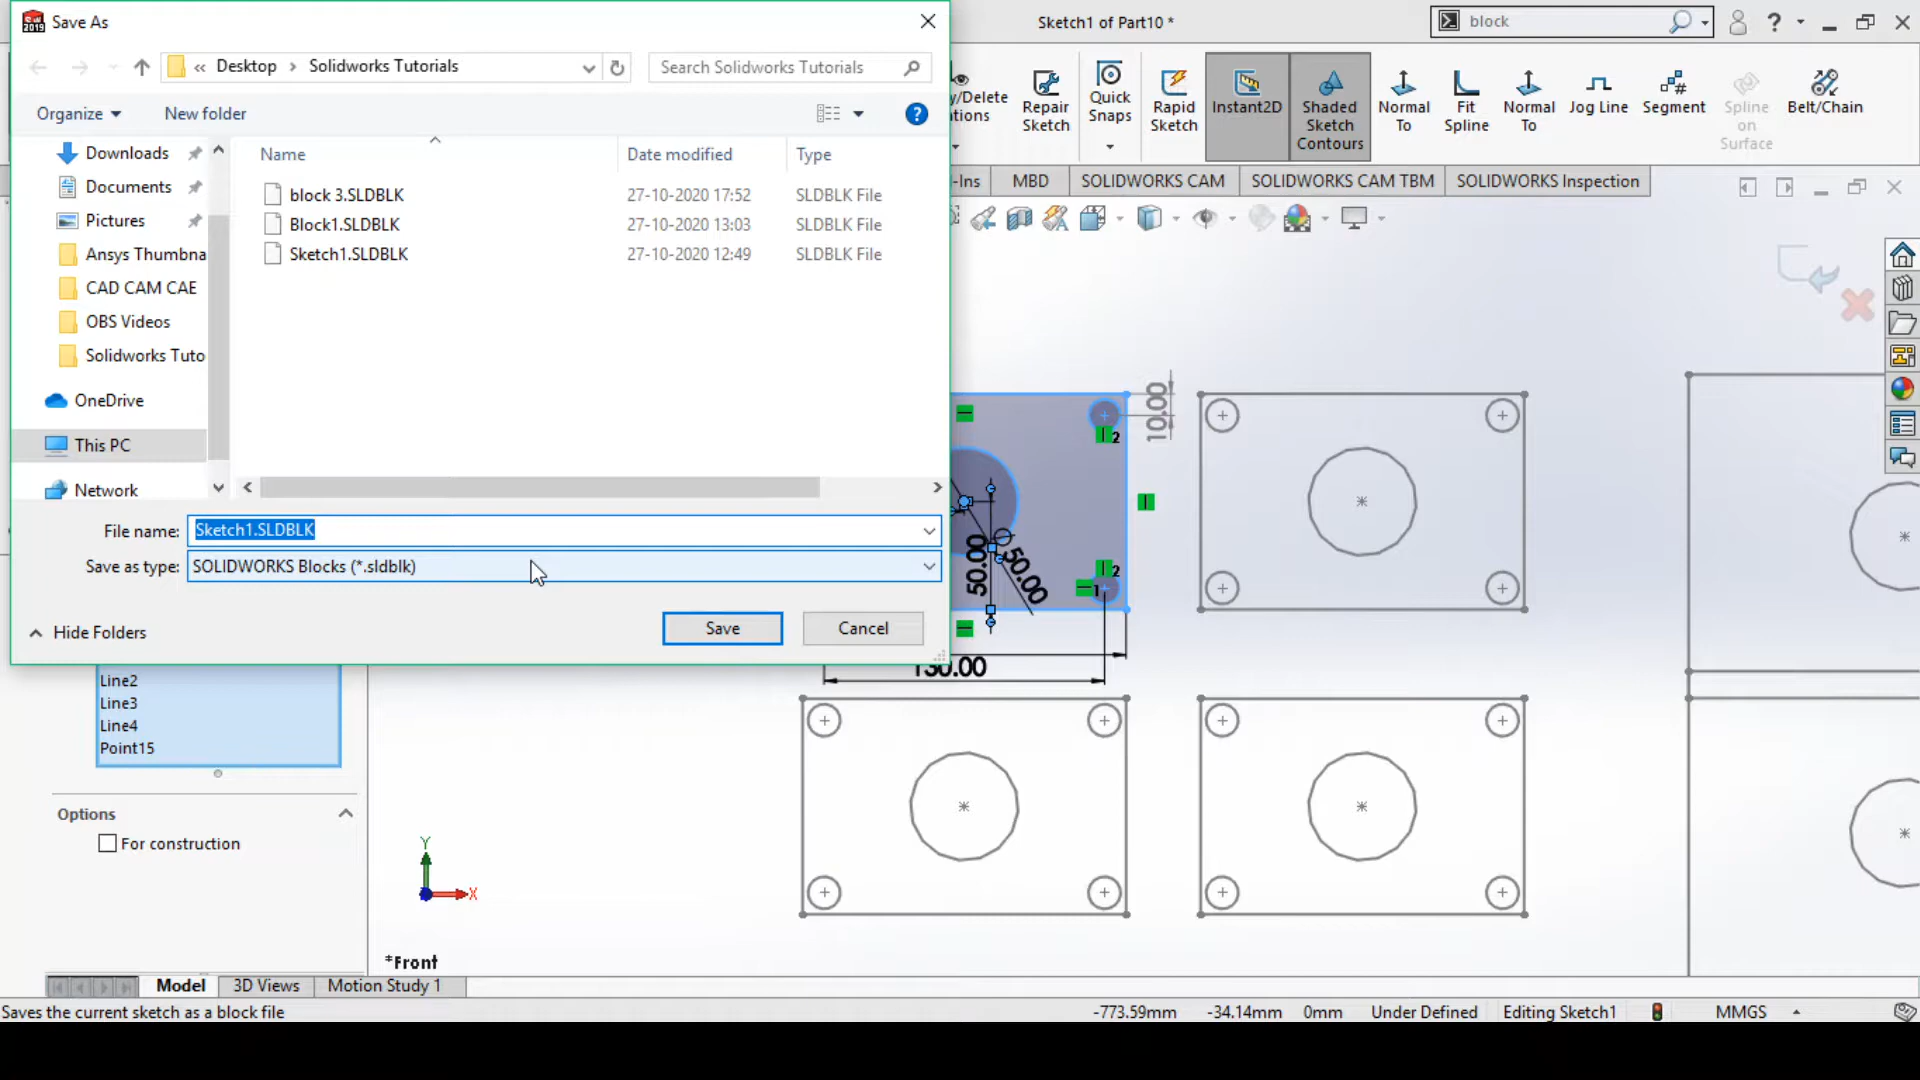 Save As
Sketch1 of Part10 *
block
« Desktop > Solidworks Tutorials
Search Solidworks Tutorials
Organize
New folder
Downloads
Documents
Pictures
Ansys Thumbna
CAD CAM CAE
OBS Videos
Solidworks Tuto
OneDrive
This PC
Network
Name Date modified Type
block 3.SLDBLK 27-10-2020 17:52 SLDBLK File
Block1.SLDBLK 27-10-2020 13:03 SLDBLK File
Sketch1.SLDBLK 27-10-2020 12:49 SLDBLK File
File name: Sketch1.SLDBLK
Save as type: SOLIDWORKS Blocks (*.sldblk)
Hide Folders
Save
Cancel
y/Delete
ations
Repair
Sketch
Quick
Snaps
Rapid
Sketch
Instant2D
Shaded
Sketch
Contours
Normal
To
Fit
Spline
Normal
To
Jog Line
Segment
Spline
on
Surface
Belt/Chain
-Ins
MBD
SOLIDWORKS CAM
SOLIDWORKS CAM TBM
SOLIDWORKS Inspection
10.00
2
50.00
50.00
2
1
130.00
Line2
Line3
Line4
Point15
Options
For construction
Y
X
*Front
Model
3D Views
Motion Study 1
Saves the current sketch as a block file
-773.59mm -34.14mm 0mm Under Defined Editing Sketch1 MMGS